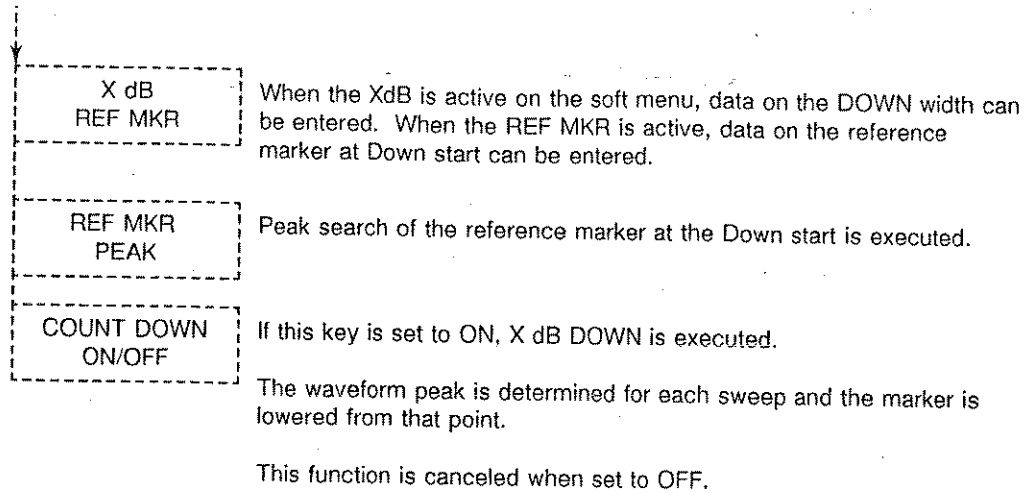 X dB
REF MKR
When the XdB is active on the soft menu, data on the DOWN width can
be entered. When the REF MKR is active, data on the reference
marker at Down start can be entered.
REF MKR
PEAK
Peak search of the reference marker at the Down start is executed.
COUNT DOWN
ON/OFF
If this key is set to ON, X dB DOWN is executed.
The waveform peak is determined for each sweep and the marker is
lowered from that point.
This function is canceled when set to OFF.